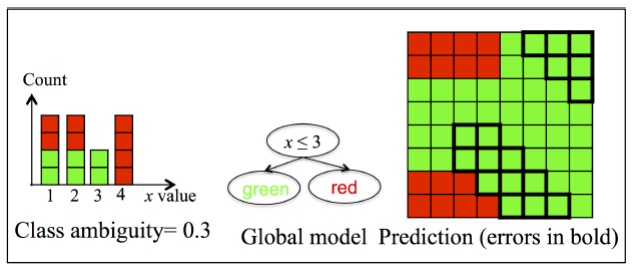 Count
1 2 3 4 x value
Class ambiguity= 0.3
x ≤ 3
green red
Global model
Prediction (errors in bold)